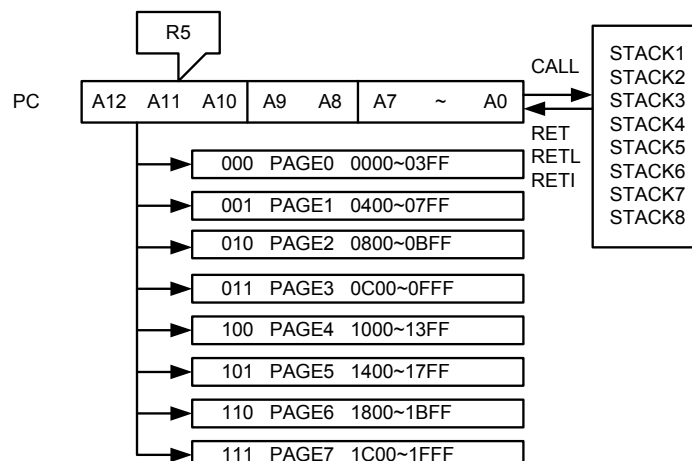 R5
PC A12 A11 A10 A9 A8 A7 ~ A0
CALL
RET
RETL
RETI
STACK1
STACK2
STACK3
STACK4
STACK5
STACK6
STACK7
STACK8
000 PAGE0 0000~03FF
001 PAGE1 0400~07FF
010 PAGE2 0800~0BFF
011 PAGE3 0C00~0FFF
100 PAGE4 1000~13FF
101 PAGE5 1400~17FF
110 PAGE6 1800~1BFF
111 PAGE7 1C00~1FFF